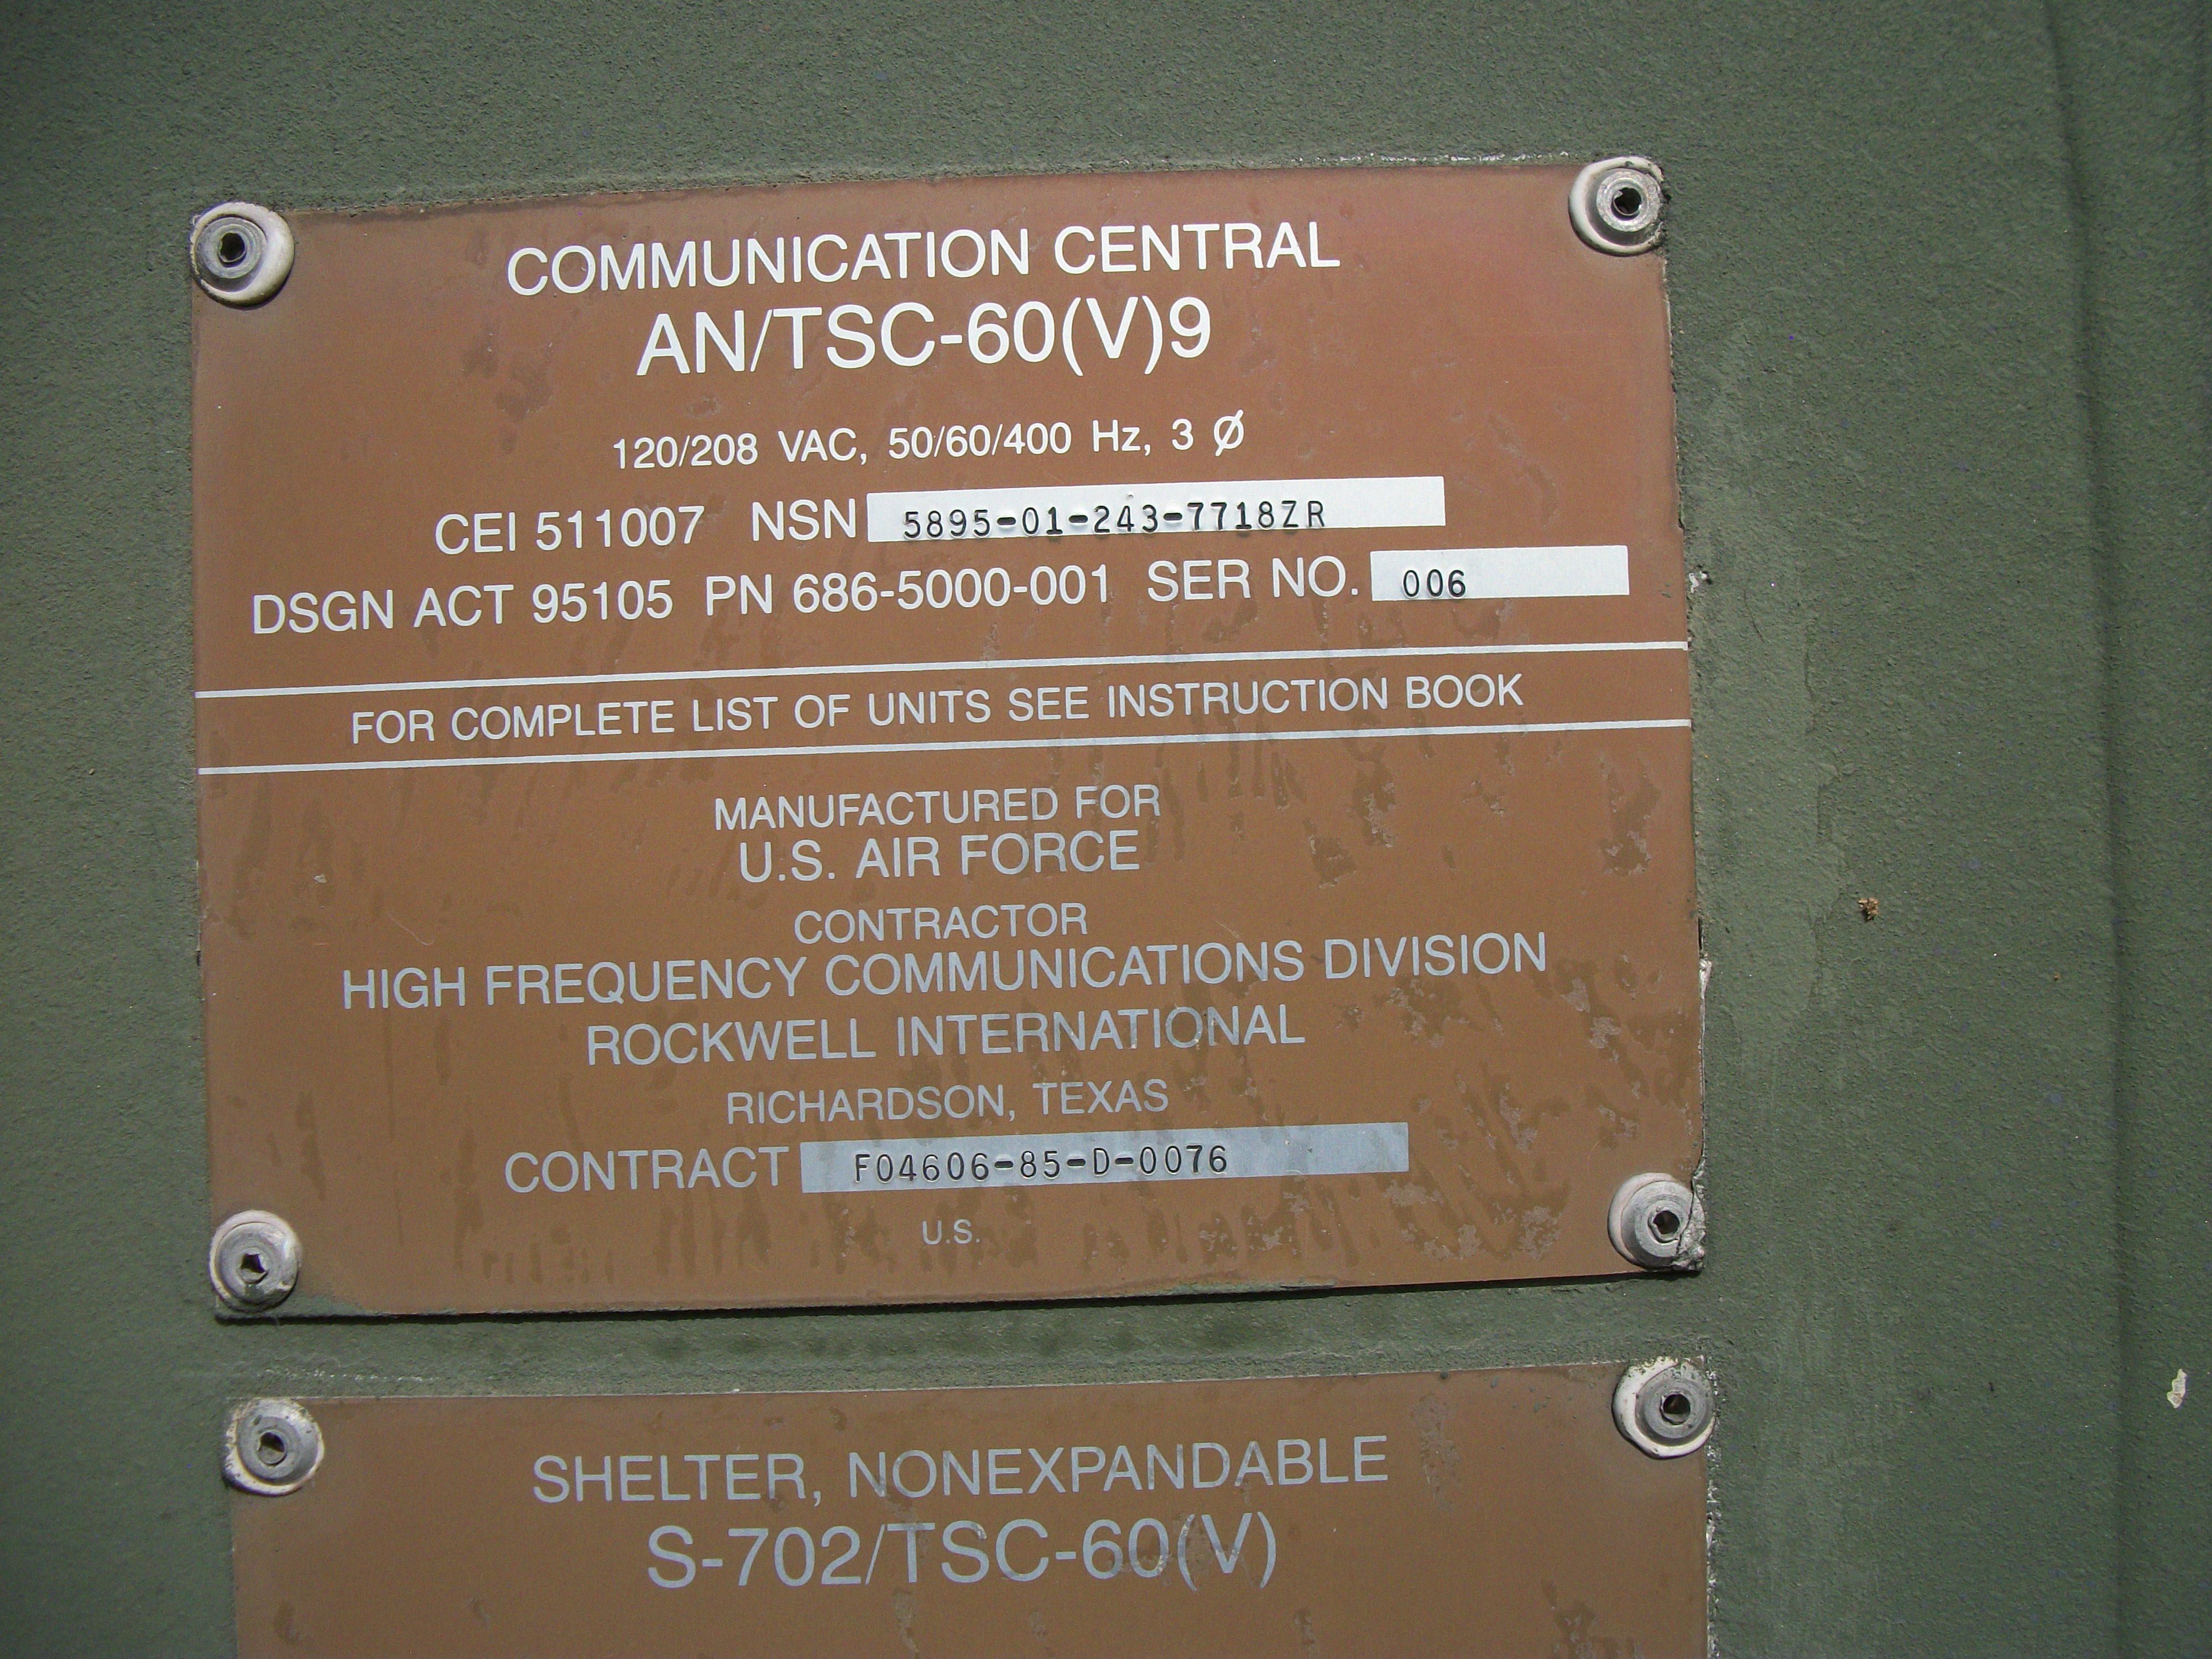 COMMUNICATION CENTRAL
AN/TSC-60(V)9
120/208 VAC, 50/60/400 Hz, 3 Ø
CEI 511007 NSN 5895-01-243-7718ZR
DSGN ACT 95105 PN 686-5000-001 SER NO. 006
FOR COMPLETE LIST OF UNITS SEE INSTRUCTION BOOK
MANUFACTURED FOR
U.S. AIR FORCE
CONTRACTOR
HIGH FREQUENCY COMMUNICATIONS DIVISION
ROCKWELL INTERNATIONAL
RICHARDSON, TEXAS
CONTRACT F04606-85-D-0076
U.S.
SHELTER, NONEXPANDABLE
S-702/TSC-60(V)